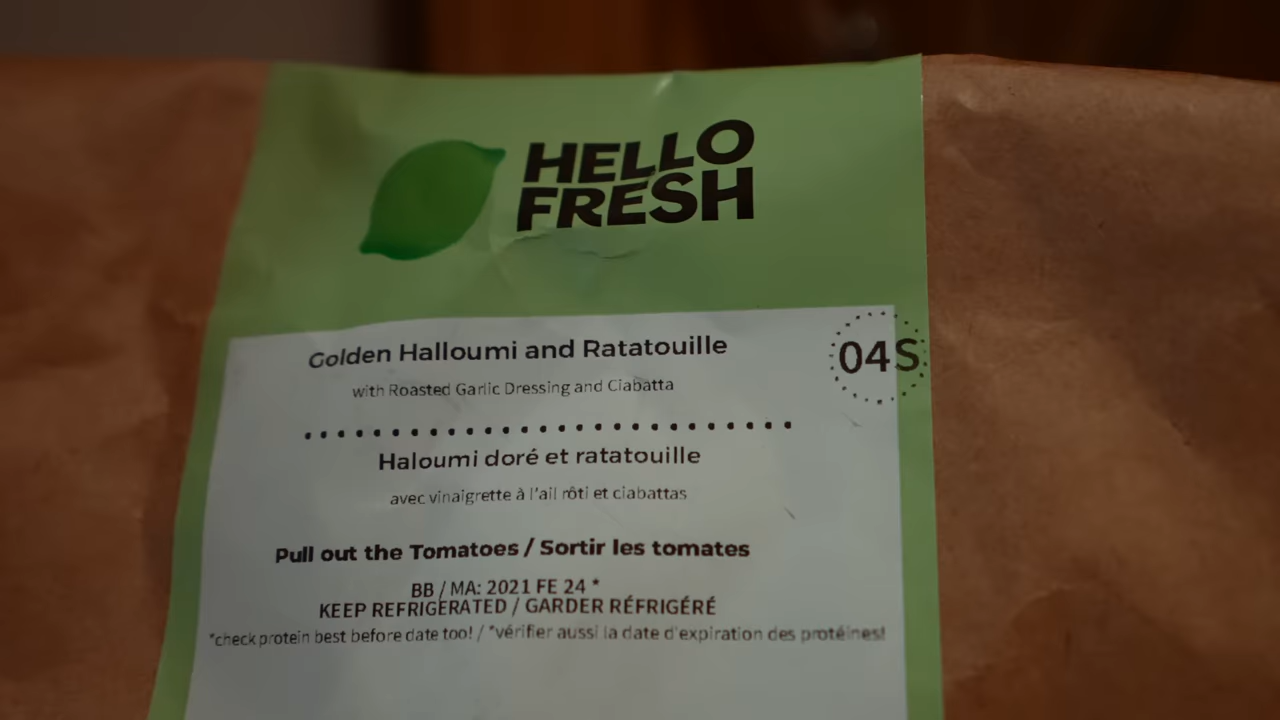 HELLO
FRESH
Golden Halloumi and Ratatouille
04S
with Roasted Garlic Dressing and Ciabatta
Haloumi doré et ratatouille
avec vinaigrette à l'ail rôti et ciabattas
Pull out the Tomatoes / Sortir les tomates
BB / MA: 2021 FE 24 *
KEEP REFRIGERATED / GARDER RÉFRIGÉRÉ
*check protein best before date too! / *vérifier aussi la date d'expiration des protéines!